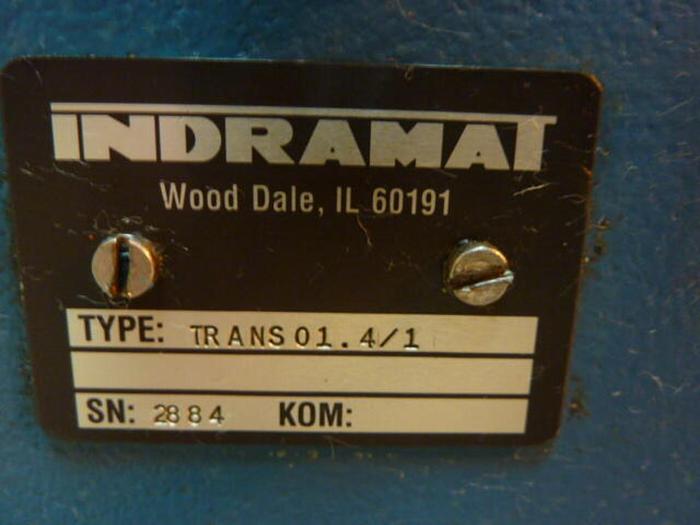 INDRAMAT
Wood Dale, IL 60191
TYPE: TRANS 01.4/1
SN: 2884 KOM: